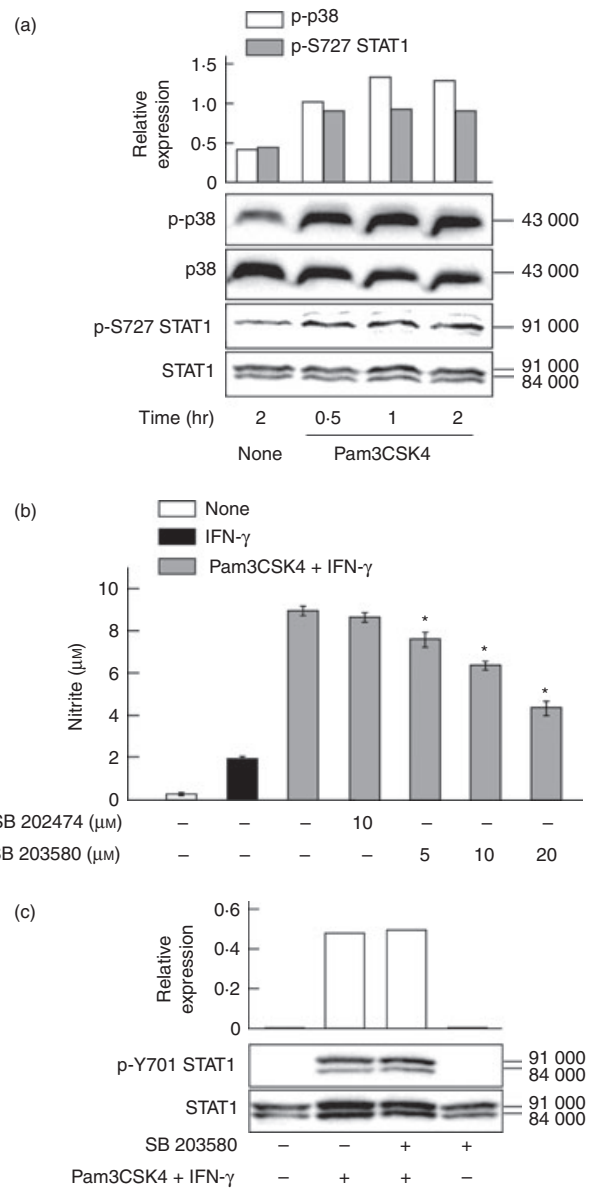 (a)
p-p38
p-S727 STAT1
Relative
expression
1·5
1·0
0·5
0
p-p38
43 000
p38
43 000
p-S727 STAT1
91 000
STAT1
91 000
84 000
Time (hr) 2 0·5 1 2
None Pam3CSK4
(b)
None
IFN-γ
Pam3CSK4 + IFN-γ
Nitrite (μM)
10
8
6
4
2
0
* * *
SB 202474 (μM) – – – 10 – – –
SB 203580 (μM) – – – – 5 10 20
(c)
Relative
expression
0·6
0·4
0·2
0
p-Y701 STAT1
91 000
84 000
STAT1
91 000
84 000
SB 203580 – – + +
Pam3CSK4 + IFN-γ – + + –